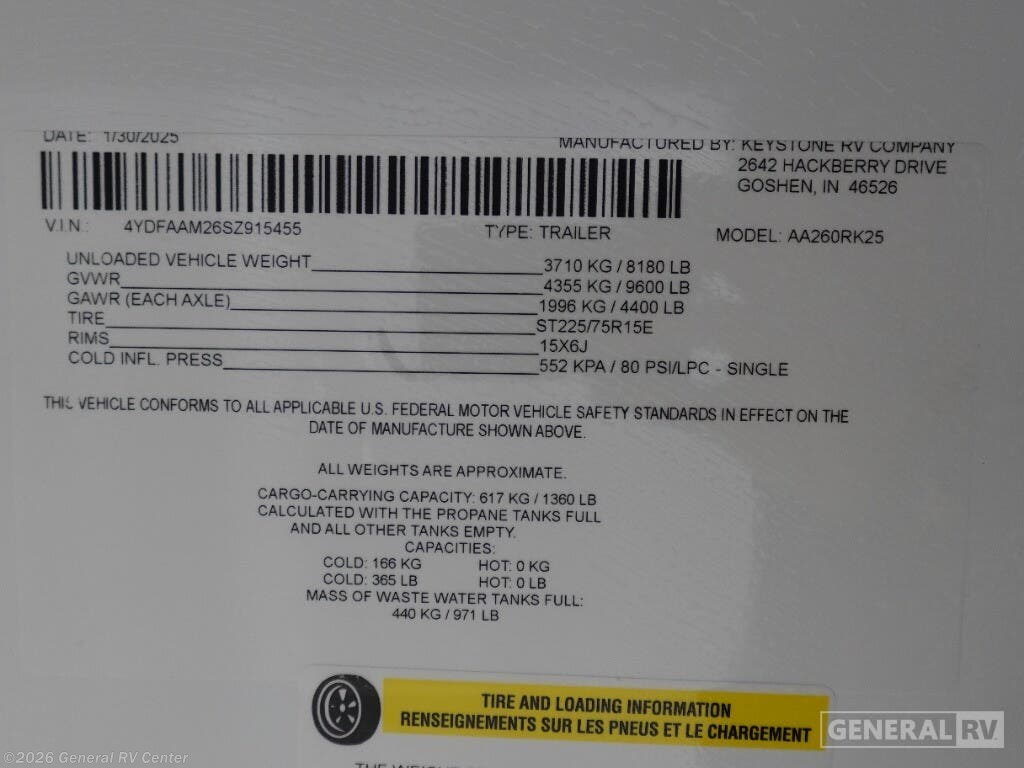 DATE: 1/30/2025
MANUFACTURED BY: KEYSTONE RV COMPANY
2642 HACKBERRY DRIVE
GOSHEN, IN 46526
V.I.N.: 4YDFAAM26SZ915455 TYPE: TRAILER MODEL: AA260RK25
UNLOADED VEHICLE WEIGHT 3710 KG / 8180 LB
GVWR 4355 KG / 9600 LB
GAWR (EACH AXLE) 1996 KG / 4400 LB
TIRE ST225/75R15E
RIMS 15X6J
COLD INFL. PRESS 552 KPA / 80 PSI/LPC - SINGLE
THIS VEHICLE CONFORMS TO ALL APPLICABLE U.S. FEDERAL MOTOR VEHICLE SAFETY STANDARDS IN EFFECT ON THE
DATE OF MANUFACTURE SHOWN ABOVE.
ALL WEIGHTS ARE APPROXIMATE.
CARGO-CARRYING CAPACITY: 617 KG / 1360 LB
CALCULATED WITH THE PROPANE TANKS FULL
AND ALL OTHER TANKS EMPTY.
CAPACITIES:
COLD: 166 KG HOT: 0 KG
COLD: 365 LB HOT: 0 LB
MASS OF WASTE WATER TANKS FULL:
440 KG / 971 LB
TIRE AND LOADING INFORMATION
RENSEIGNEMENTS SUR LES PNEUS ET LE CHARGEMENT
GENERAL RV
©2026 General RV Center